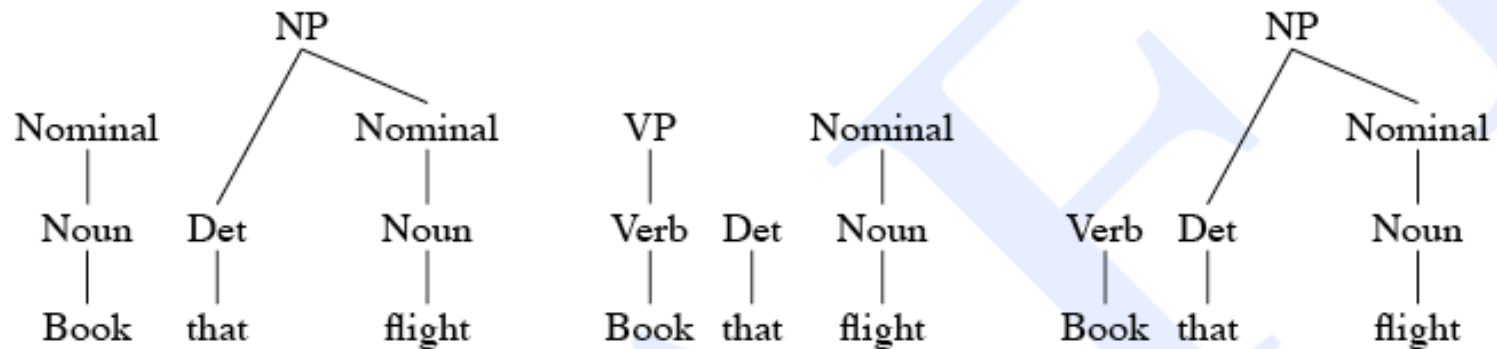 NP NP
Nominal Nominal VP Nominal Nominal
Noun Det Noun Verb Det Noun Verb Det Noun
Book that flight Book that flight Book that flight